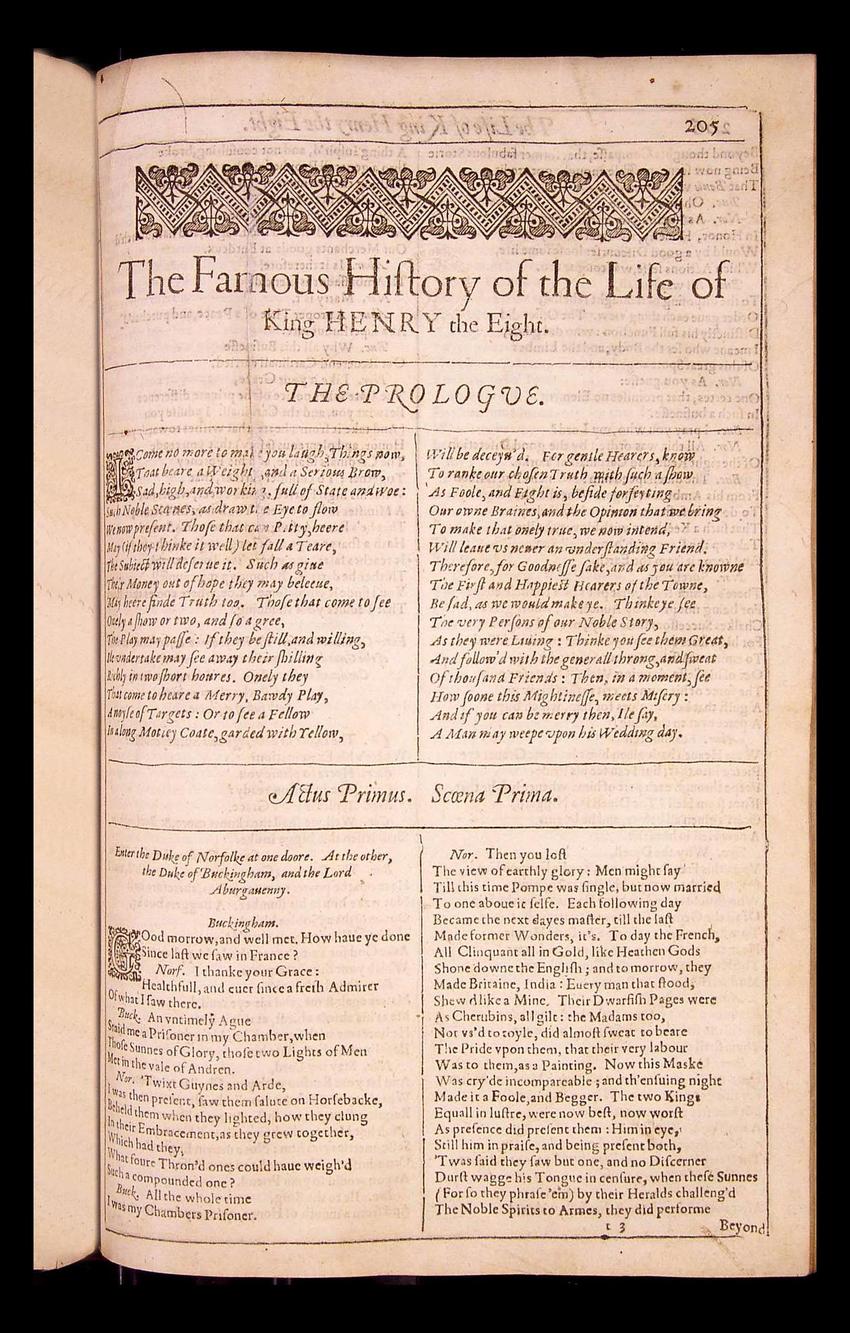 205
The Famous Hiſtory of the Life of
King HENRY the Eight.
THE PROLOGVE.
I Come no more to make you laugh, Things now,
That beare a Weighty, and a Serious Brow,
Sad, high, and working, full of State and Woe:
Such Noble Scœnes, as draw the Eye to flow
We now preſent. Thoſe that can Pitty, heere
May (if they thinke it well) let fall a Teare,
The Subiect will deſerue it. Such as giue
Their Money out of hope they may beleeue,
May heere finde Truth too. Thoſe that come to ſee
Onely a ſhow or two, and ſo a gree,
The Play may paſſe: If they be ſtill, and willing,
Ile vndertake may ſee away their ſhilling
Richly in two ſhort houres. Onely they
That come to heare a Merry, Bawdy Play,
A noyſe of Targets: Or to ſee a Fellow
In a long Motley Coate, garded with Yellow,
Will be deceyu'd. For gentle Hearers, know
To ranke our choſen Truth with ſuch a ſhow
As Foole, and Fight is, beſide forfeyting
Our owne Braines, and the Opinion that we bring
To make that onely true, we now intend,
Will leaue vs neuer an vnderſtanding Friend.
Therefore, for Goodneſſe ſake, and as you are knowne
The Firſt and Happieſt Hearers of the Towne,
Be ſad, as we would make ye. Thinke ye ſee
The very Perſons of our Noble Story,
As they were Liuing: Thinke you ſee them Great,
And follow'd with the generall throng, and ſweat
Of thouſand Friends: Then, in a moment, ſee
How ſoone this Mightineſſe, meets Miſery:
And if you can be merry then, Ile ſay,
A Man may weepe vpon his Wedding day.
Actus Primus. Scœna Prima.
Enter the Duke of Norfolke at one doore. At the other,
the Duke of Buckingham, and the Lord
Aburgauenny.
Buckingham.
GOod morrow, and well met. How haue ye done
Since laſt we ſaw in France?
Norf. I thanke your Grace:
Healthfull, and euer ſince a freſh Admirer
Of what I ſaw there.
Buck. An vntimely Ague
Staid me a Priſoner in my Chamber, when
Thoſe Sunnes of Glory, thoſe two Lights of Men
Met in the vale of Andren.
Nor. 'Twixt Guynes and Arde,
I was then preſent, ſaw them ſalute on Horſebacke,
Beheld them when they lighted, how they clung
In their Embracement, as they grew together,
Which had they,
What foure Thron'd ones could haue weigh'd
Such a compounded one?
Buck. All the whole time
I was my Chambers Priſoner.
Nor. Then you loſt
The view of earthly glory: Men might ſay
Till this time Pompe was ſingle, but now married
To one aboue it ſelfe. Each following day
Became the next dayes maſter, till the laſt
Made former Wonders, it's. To day the French,
All Clinquant all in Gold, like Heathen Gods
Shone downe the Engliſh; and to morrow, they
Made Britaine, India: Euery man that ſtood,
Shew'd like a Mine. Their Dwarfiſh Pages were
As Cherubins, all gilt: the Madams too,
Not vs'd to toyle, did almoſt ſweat to beare
The Pride vpon them, that their very labour
Was to them, as a Painting. Now this Maske
Was cry'de incompareable; and th'enſuing night
Made it a Foole, and Begger. The two Kings
Equall in luſtre, were now beſt, now worſt
As preſence did preſent them: Him in eye,
Still him in praiſe, and being preſent both,
'Twas ſaid they ſaw but one, and no Diſcerner
Durſt wagge his Tongue in cenſure, when theſe Sunnes
(For ſo they phraſe 'em) by their Heralds challeng'd
The Noble Spirits to Armes, they did performe
t 3 Beyond